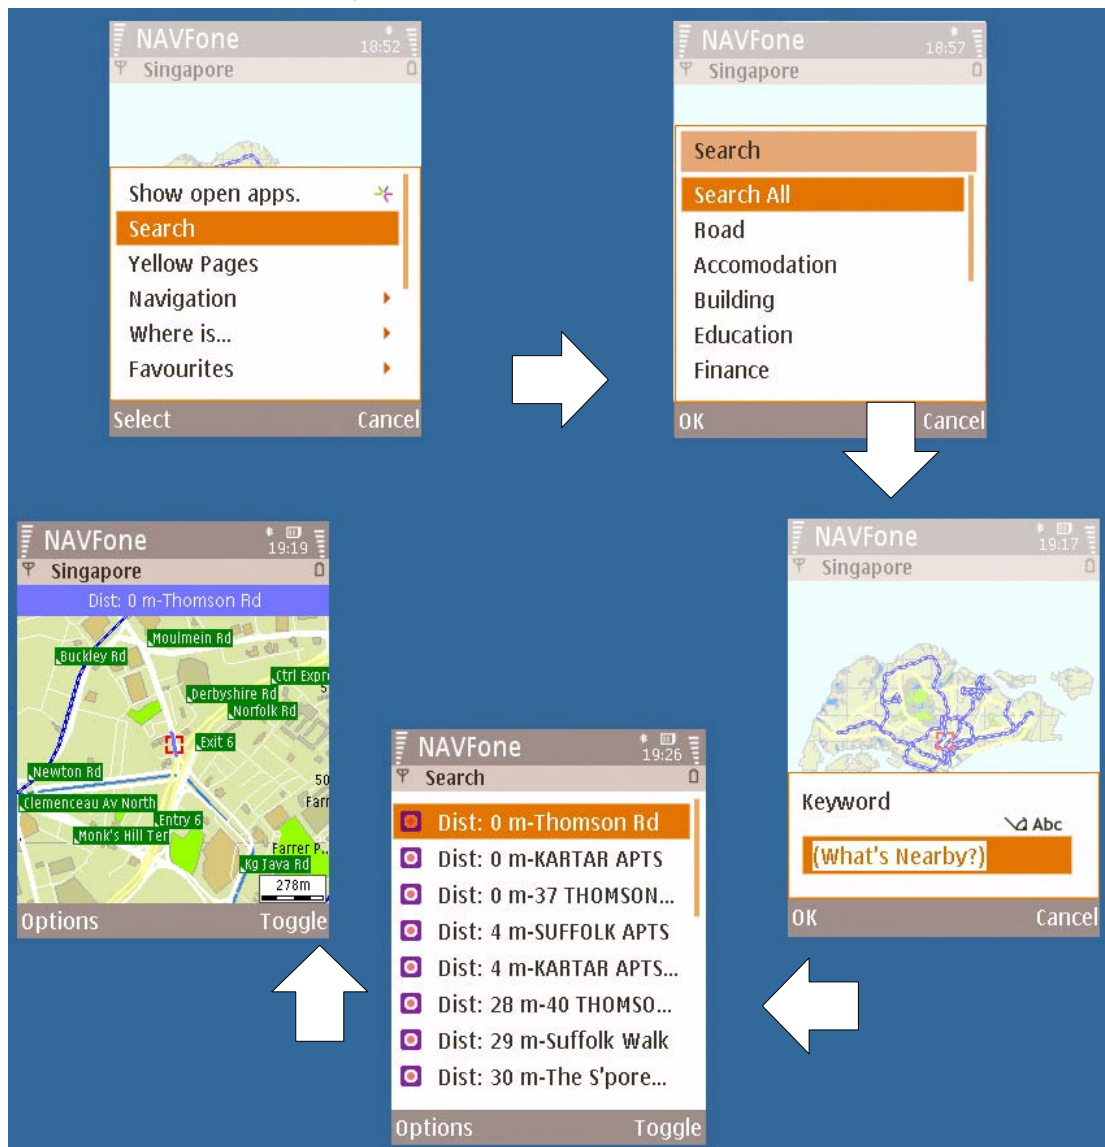 NAVFone
18:52
Singapore
Show open apps.
Search
Yellow Pages
Navigation
Where is...
Favourites
Select Cancel
NAVFone
18:57
Singapore
Search
Search All
Road
Accomodation
Building
Education
Finance
OK Cancel
NAVFone
19:17
Singapore
Keyword
Abc
(What's Nearby?)
OK Cancel
NAVFone
19:26
Search
Dist: 0 m-Thomson Rd
Dist: 0 m-KARTAR APTS
Dist: 0 m-37 THOMSON...
Dist: 4 m-SUFFOLK APTS
Dist: 4 m-KARTAR APTS...
Dist: 28 m-40 THOMSO...
Dist: 29 m-Suffolk Walk
Dist: 30 m-The S'pore...
Options Toggle
NAVFone
19:19
Singapore
Dist: 0 m-Thomson Rd
Moulmein Rd
Buckley Rd
Ctrl Expr
Derbyshire Rd
Norfolk Rd
Exit 6
Newton Rd
50
Clemenceau Av North
Farr
Entry 6
Monk's Hill Ter
Farrer P..
Kg Java Rd
278m
Options Toggle